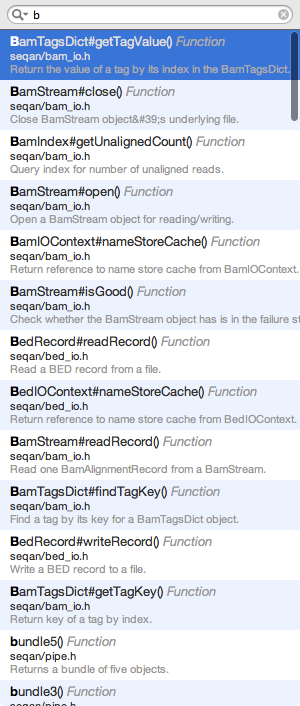 b
BamTagsDict#getTagValue() Function
seqan/bam_io.h
Return the value of a tag by its index in the BamTagsDict.
BamStream#close() Function
seqan/bam_io.h
Close BamStream object&#39;s underlying file.
BamIndex#getUnalignedCount() Function
seqan/bam_io.h
Query index for number of unaligned reads.
BamStream#open() Function
seqan/bam_io.h
Open a BamStream object for reading/writing.
BamIOContext#nameStoreCache() Function
seqan/bam_io.h
Return reference to name store cache from BamIOContext.
BamStream#isGood() Function
seqan/bam_io.h
Check whether the BamStream object has is in the failure st
BedRecord#readRecord() Function
seqan/bed_io.h
Read a BED record from a file.
BedIOContext#nameStoreCache() Function
seqan/bed_io.h
Return reference to name store cache from BedIOContext.
BamStream#readRecord() Function
seqan/bam_io.h
Read one BamAlignmentRecord from a BamStream.
BamTagsDict#findTagKey() Function
seqan/bam_io.h
Find a tag by its key for a BamTagsDict object.
BedRecord#writeRecord() Function
seqan/bed_io.h
Write a BED record to a file.
BamTagsDict#getTagKey() Function
seqan/bam_io.h
Return key of a tag by index.
bundle5() Function
seqan/pipe.h
Returns a bundle of five objects.
bundle3() Function
seqan/pipe.h